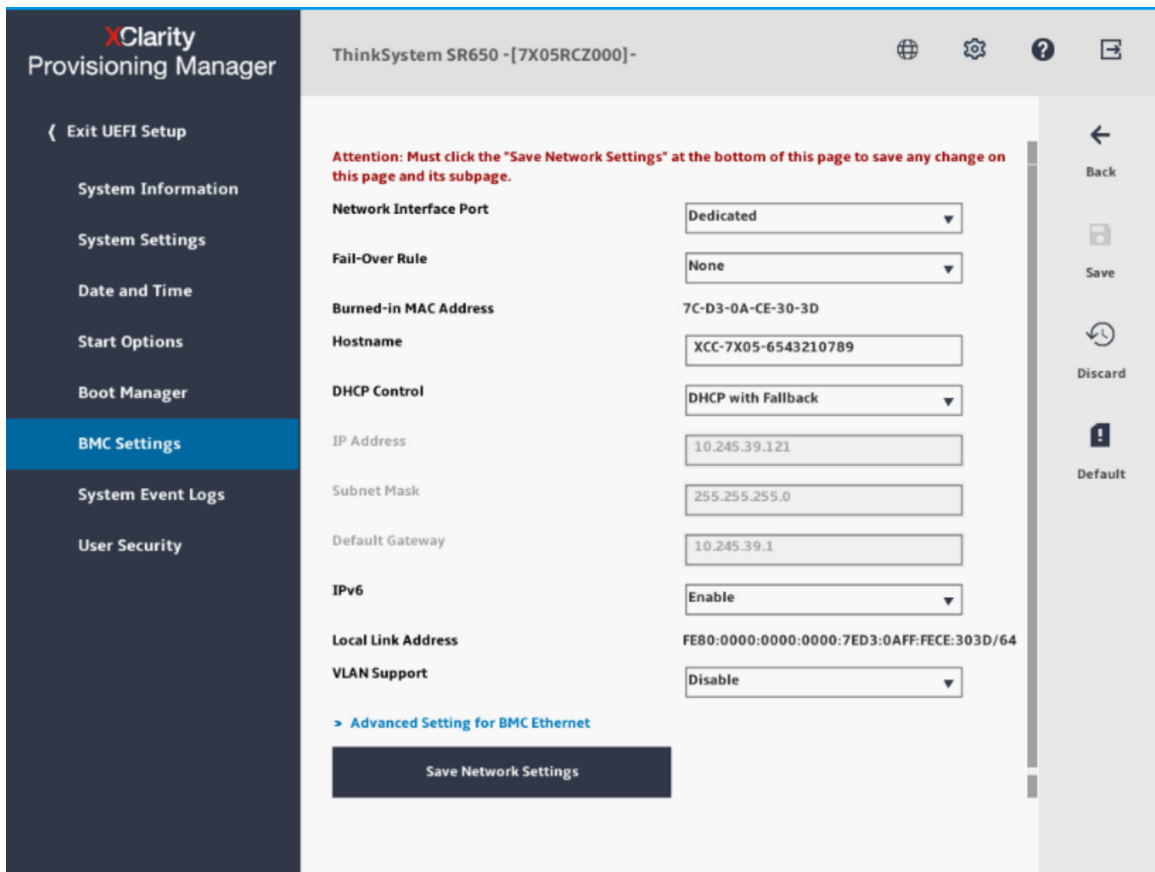 XClarity
Provisioning Manager
ThinkSystem SR650 -[7X05RCZ000]-
Exit UEFI Setup
System Information
System Settings
Date and Time
Start Options
Boot Manager
BMC Settings
System Event Logs
User Security
Attention: Must click the "Save Network Settings" at the bottom of this page to save any change on
this page and its subpage.
Network Interface Port Dedicated
Fail-Over Rule None
Burned-in MAC Address 7C-D3-0A-CE-30-3D
Hostname XCC-7X05-6543210789
DHCP Control DHCP with Fallback
IP Address 10.245.39.121
Subnet Mask 255.255.255.0
Default Gateway 10.245.39.1
IPv6 Enable
Local Link Address FE80:0000:0000:0000:7ED3:0AFF:FECE:303D/64
VLAN Support Disable
> Advanced Setting for BMC Ethernet
Save Network Settings
Back
Save
Discard
Default